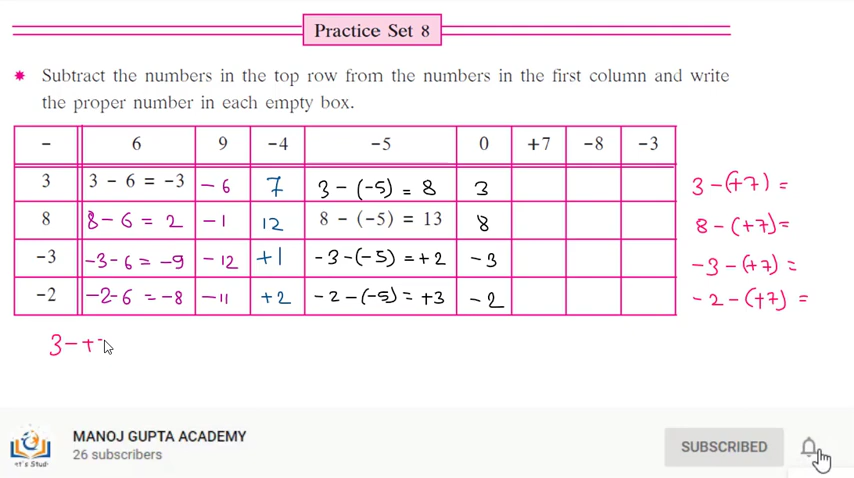 Practice Set 8
* Subtract the numbers in the top row from the numbers in the first column and write
the proper number in each empty box.
- 6 9 -4 -5 0 +7 -8 -3
3 3 - 6 = -3 -6 7 3 - (-5) = 8 3 3 - (+7) =
8 8 - 6 = 2 -1 12 8 - (-5) = 13 8 8 - (+7) =
-3 -3 - 6 = -9 -12 +1 -3 - (-5) = +2 -3 -3 - (+7) =
-2 -2 - 6 = -8 -11 +2 -2 - (-5) = +3 -2 -2 - (+7) =
3 - +
MANOJ GUPTA ACADEMY
26 subscribers
SUBSCRIBED